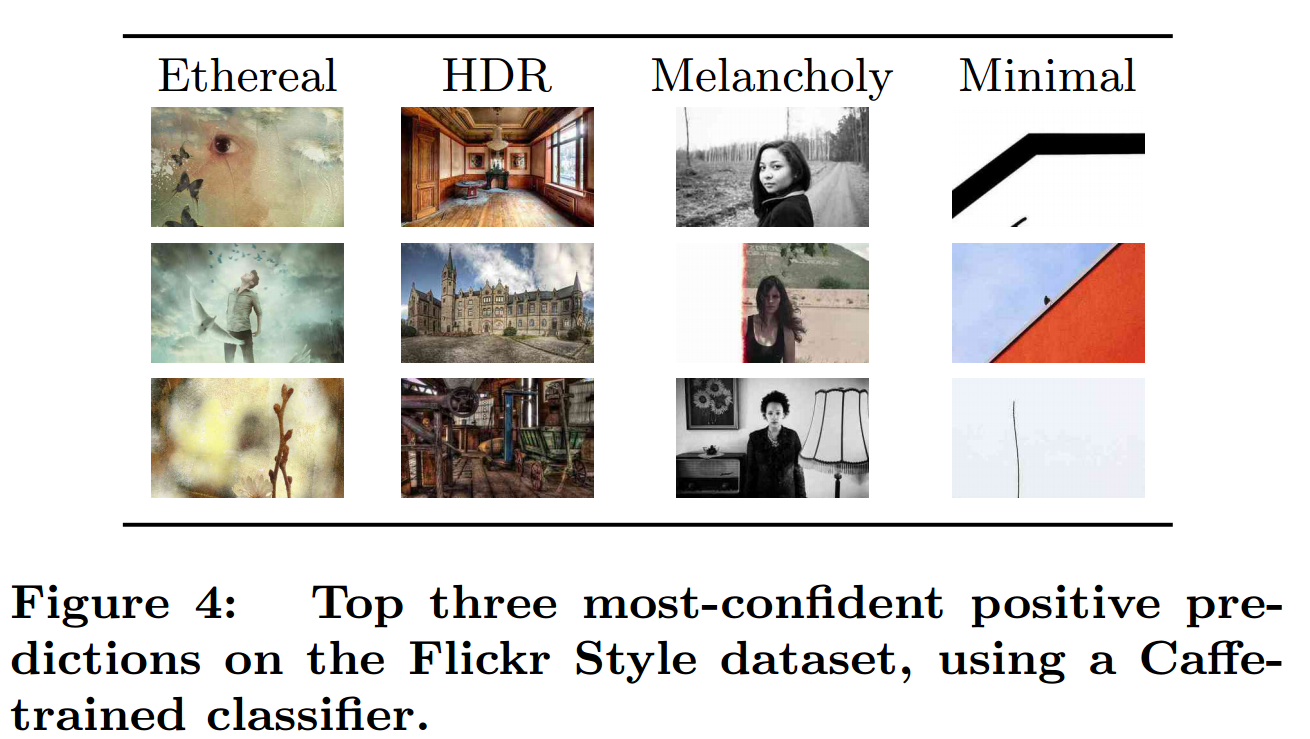 Ethereal HDR Melancholy Minimal
Figure 4: Top three most-confident positive pre-
dictions on the Flickr Style dataset, using a Caffe-
trained classifier.